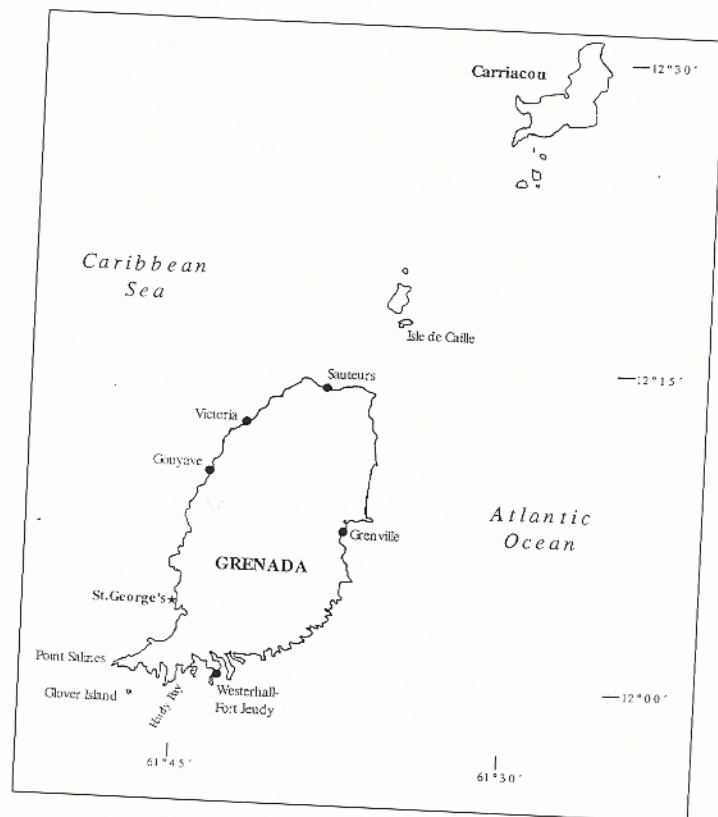 Carriacou
12°30′
Caribbean
Sea
Isle de Caille
12°15′
Sauteurs
Victoria
Gouyave
Atlantic
Ocean
Grenville
GRENADA
St.George's
Point Salines
Glover Island
Hardy Bay
Westerhall-
Fort Jeudy
12°00′
61°45′
61°30′